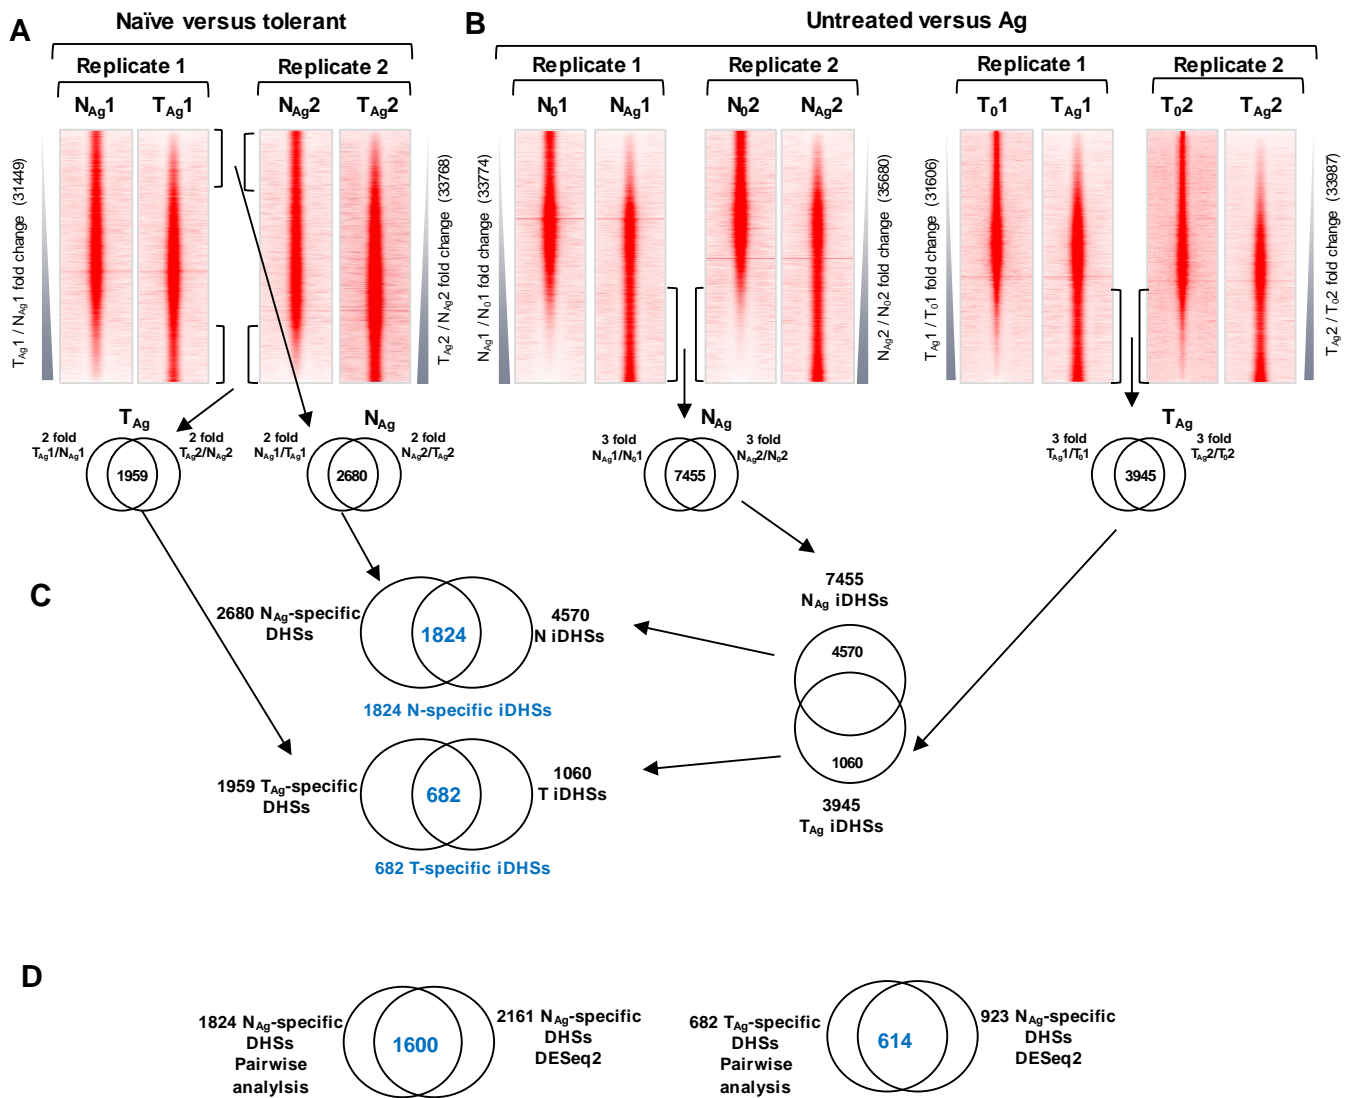 A
Naïve versus tolerant
Replicate 1
Replicate 2
NAg1
TAg1
NAg2
TAg2
TAg1 / NAg1 fold change (31449)
TAg2 / NAg2 fold change (33768)
B
Untreated versus Ag
Replicate 1
Replicate 2
Replicate 1
Replicate 2
N01
NAg1
N02
NAg2
T01
TAg1
T02
TAg2
NAg1 / N01 fold change (33774)
NAg2 / N02 fold change (35680)
TAg1 / T01 fold change (31606)
TAg2 / T02 fold change (33987)
TAg
2 fold
TAg1/NAg1
1959
2 fold
TAg2/NAg2
NAg
2 fold
NAg1/TAg1
2680
2 fold
NAg2/TAg2
NAg
3 fold
NAg1/N01
7455
3 fold
NAg2/N02
TAg
3 fold
TAg1/T01
3945
3 fold
TAg2/T02
C
2680 NAg-specific
DHSs
1824
4570
N iDHSs
1824 N-specific iDHSs
1959 TAg-specific
DHSs
682
1060
T iDHSs
682 T-specific iDHSs
7455
NAg iDHSs
4570
1060
3945
TAg iDHSs
D
1824 NAg-specific
DHSs
Pairwise
analylsis
1600
2161 NAg-specific
DHSs
DESeq2
682 TAg-specific
DHSs
Pairwise
analysis
614
923 NAg-specific
DHSs
DESeq2